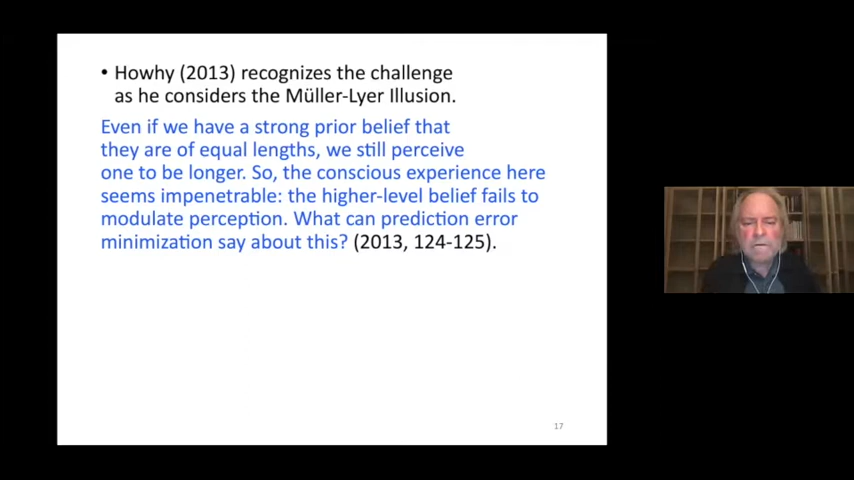 • Howhy (2013) recognizes the challenge
as he considers the Müller-Lyer Illusion.
Even if we have a strong prior belief that
they are of equal lengths, we still perceive
one to be longer. So, the conscious experience here
seems impenetrable: the higher-level belief fails to
modulate perception. What can prediction error
minimization say about this? (2013, 124-125).
17